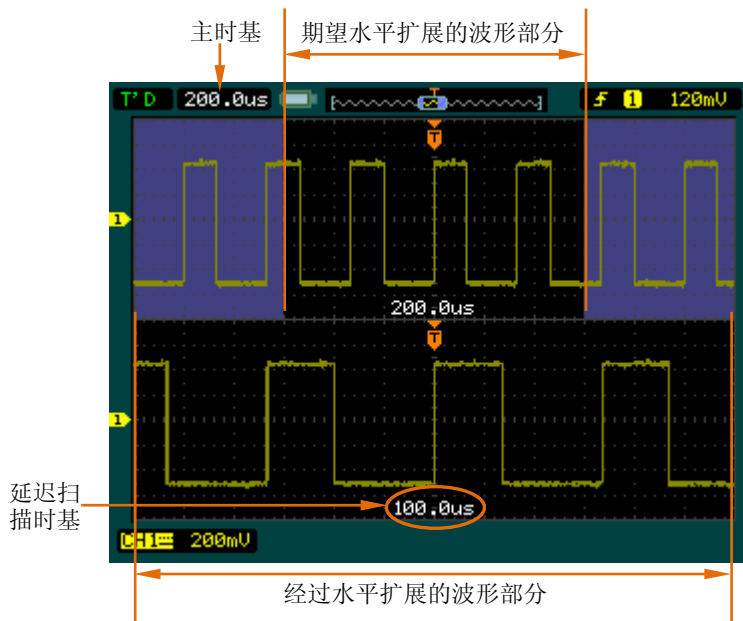 主时基 期望水平扩展的波形部分
T'D 200.0us T 1 120mV
T
1
200.0us
T
1
延迟扫
描时基
100.0us
CH1 200mV
经过水平扩展的波形部分